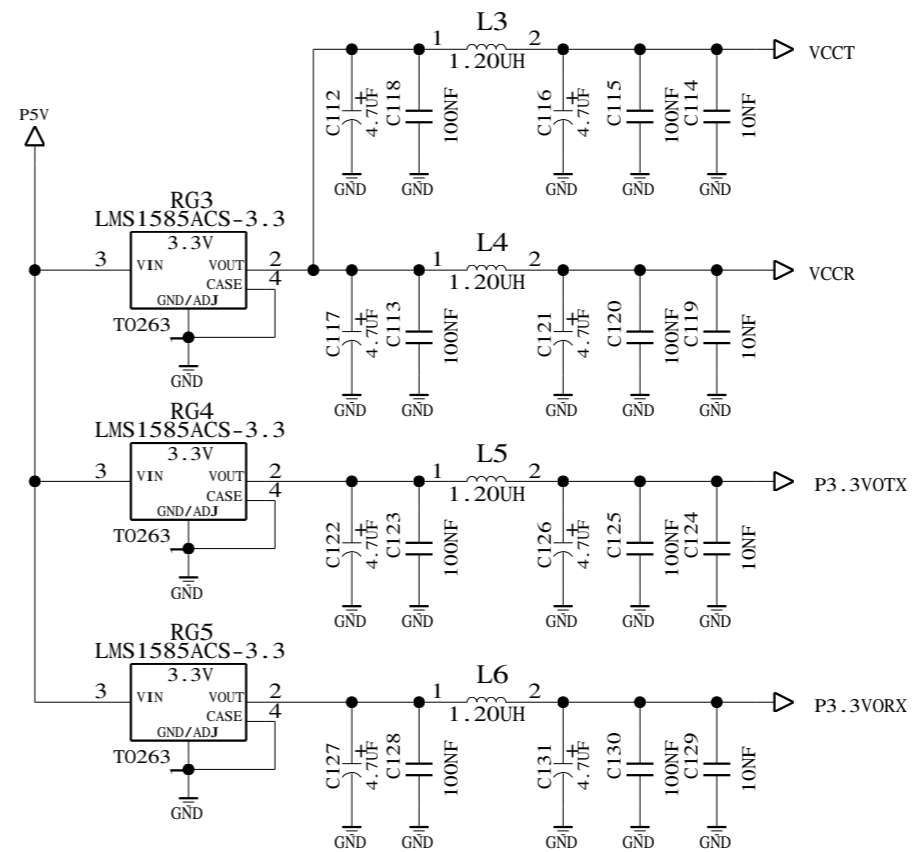 L3
1 2
1.20UH
VCCT
C112
4.7UF
+
C118
100NF
C116
4.7UF
+
C115
100NF
C114
10NF
GND
GND
GND
GND
GND
P5V
RG3
LMS1585ACS-3.3
3.3V
3 VIN VOUT 2
CASE 4
GND/ADJ
TO263
GND
L4
1 2
1.20UH
VCCR
C117
4.7UF
+
C113
100NF
C121
4.7UF
+
C120
100NF
C119
10NF
GND
GND
GND
GND
GND
RG4
LMS1585ACS-3.3
3.3V
3 VIN VOUT 2
CASE 4
GND/ADJ
TO263
GND
L5
1 2
1.20UH
P3.3VOTX
C122
4.7UF
+
C123
100NF
C126
4.7UF
+
C125
100NF
C124
10NF
GND
GND
GND
GND
GND
RG5
LMS1585ACS-3.3
3.3V
3 VIN VOUT 2
CASE 4
GND/ADJ
TO263
GND
L6
1 2
1.20UH
P3.3VORX
C127
4.7UF
+
C128
100NF
C131
4.7UF
+
C130
100NF
C129
10NF
GND
GND
GND
GND
GND